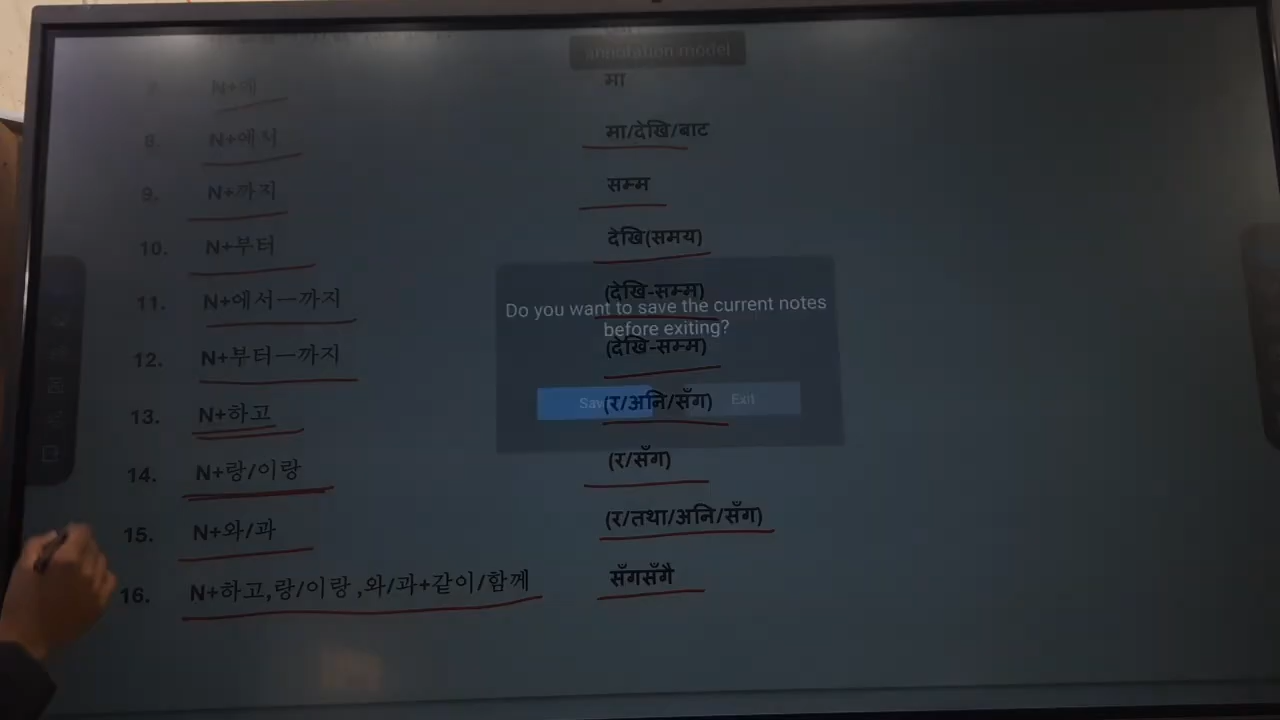 annotation model
N+에 मा
8. N+에서 मा/देखि/बाट
9. N+까지 सम्म
10. N+부터 देखि(समय)
11. N+에서ㅡ까지 (देखि-सम्म)
Do you want to save the current notes
before exiting?
12. N+부터ㅡ까지 (देखि-सम्म)
Save Exit
13. N+하고 (र/अनि/सँग)
14. N+랑/이랑 (र/सँग)
15. N+와/과 (र/तथा/अनि/सँग)
16. N+하고,랑/이랑 ,와/과+같이/함께 सँगसँगै